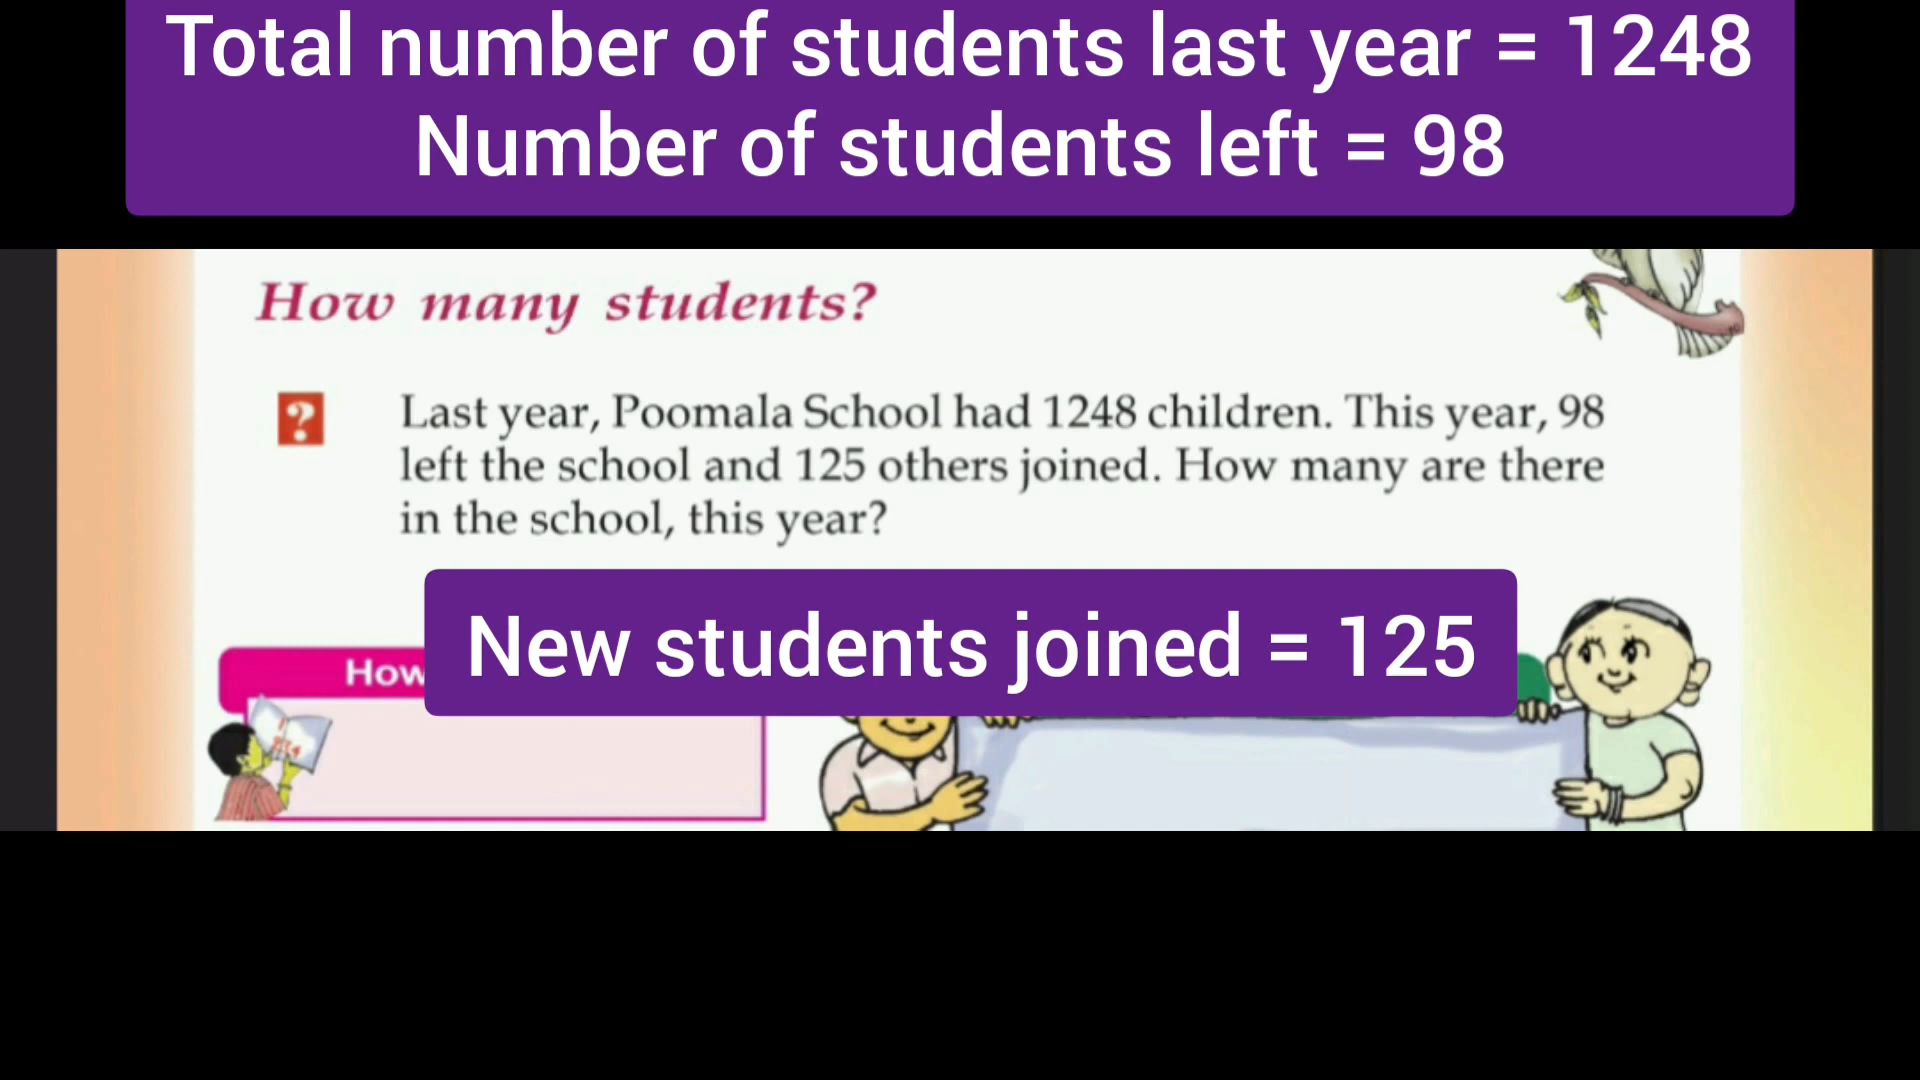 Total number of students last year = 1248
Number of students left = 98
How many students?
?
Last year, Poomala School had 1248 children. This year, 98
left the school and 125 others joined. How many are there
in the school, this year?
New students joined = 125
How